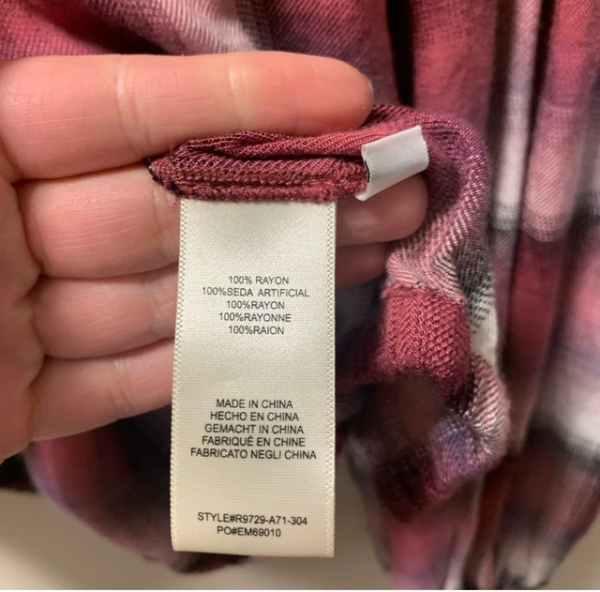 100% RAYON
100%SEDA ARTIFICIAL
100%RAYON
100%RAYONNE
100%RAION
MADE IN CHINA
HECHO EN CHINA
GEMACHT IN CHINA
FABRIQUÉ EN CHINE
FABRICATO NEGLI CHINA
STYLE#R9729-A71-304
PO#EM69010